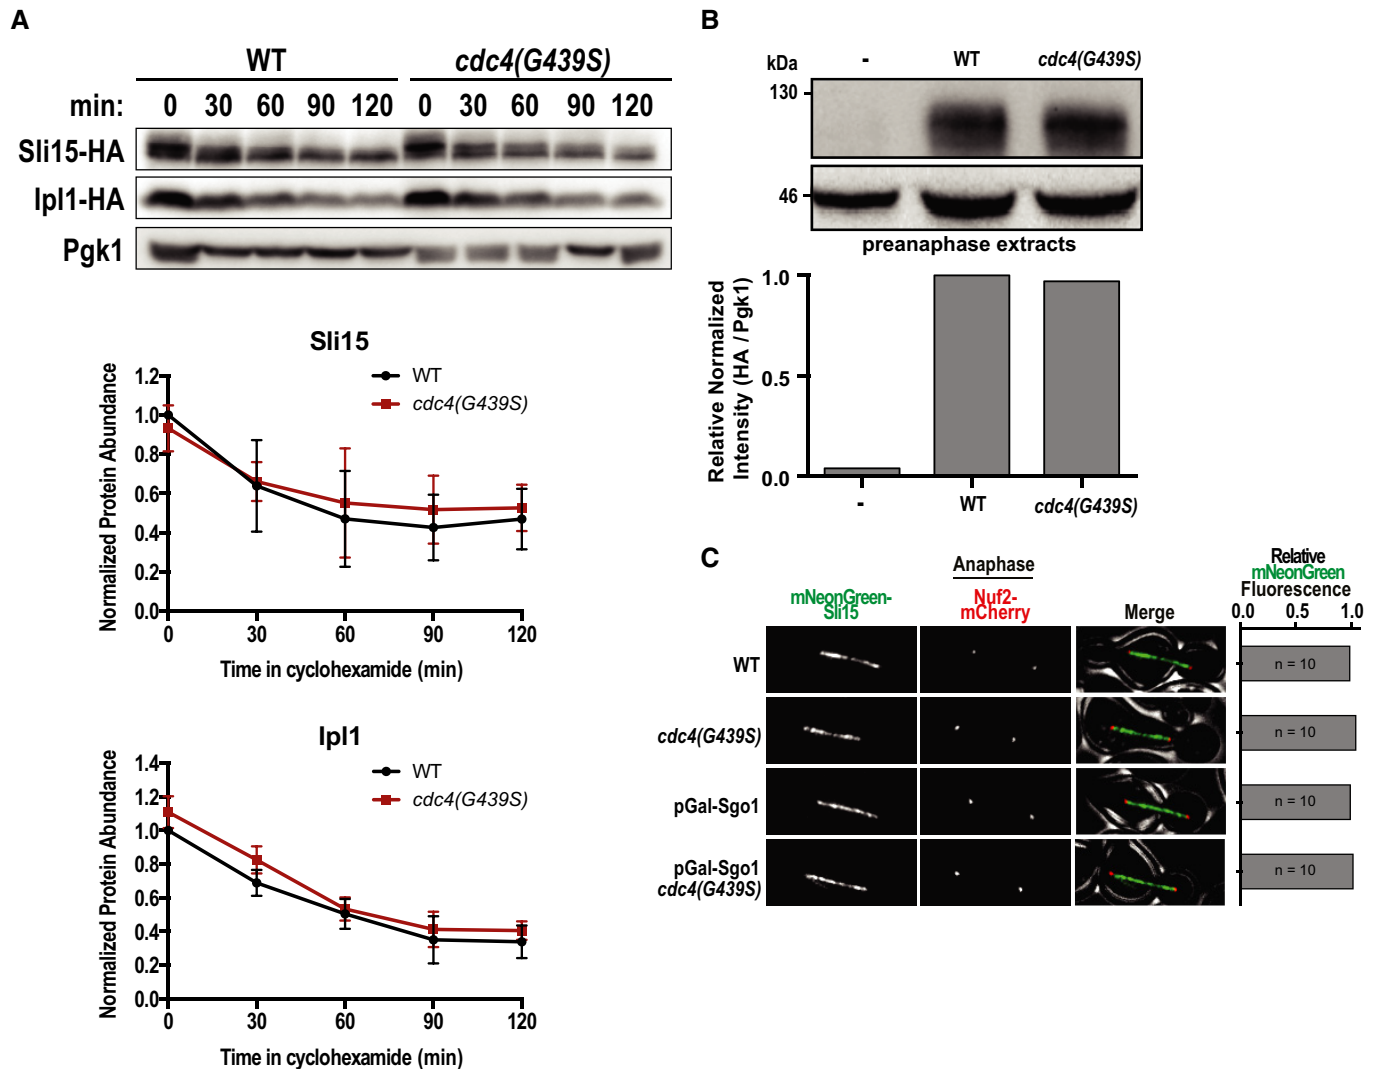 A
WT cdc4(G439S)
min: 0 30 60 90 120 0 30 60 90 120
Sli15-HA
Ipl1-HA
Pgk1
Sli15
WT
cdc4(G439S)
Normalized Protein Abundance
1.2
1.0
0.8
0.6
0.4
0.2
0.0
0 30 60 90 120
Time in cyclohexamide (min)
Ipl1
WT
cdc4(G439S)
Normalized Protein Abundance
1.4
1.2
1.0
0.8
0.6
0.4
0.2
0.0
0 30 60 90 120
Time in cyclohexamide (min)
B
kDa - WT cdc4(G439S)
130
46
preanaphase extracts
Relative Normalized
Intensity (HA / Pgk1)
1.0
0.5
0.0
- WT cdc4(G439S)
C
Anaphase
mNeonGreen-
Sli15
Nuf2-
mCherry
Merge
Relative
mNeonGreen
Fluorescence
0.0 0.5 1.0
WT
n = 10
cdc4(G439S)
n = 10
pGal-Sgo1
n = 10
pGal-Sgo1
cdc4(G439S)
n = 10